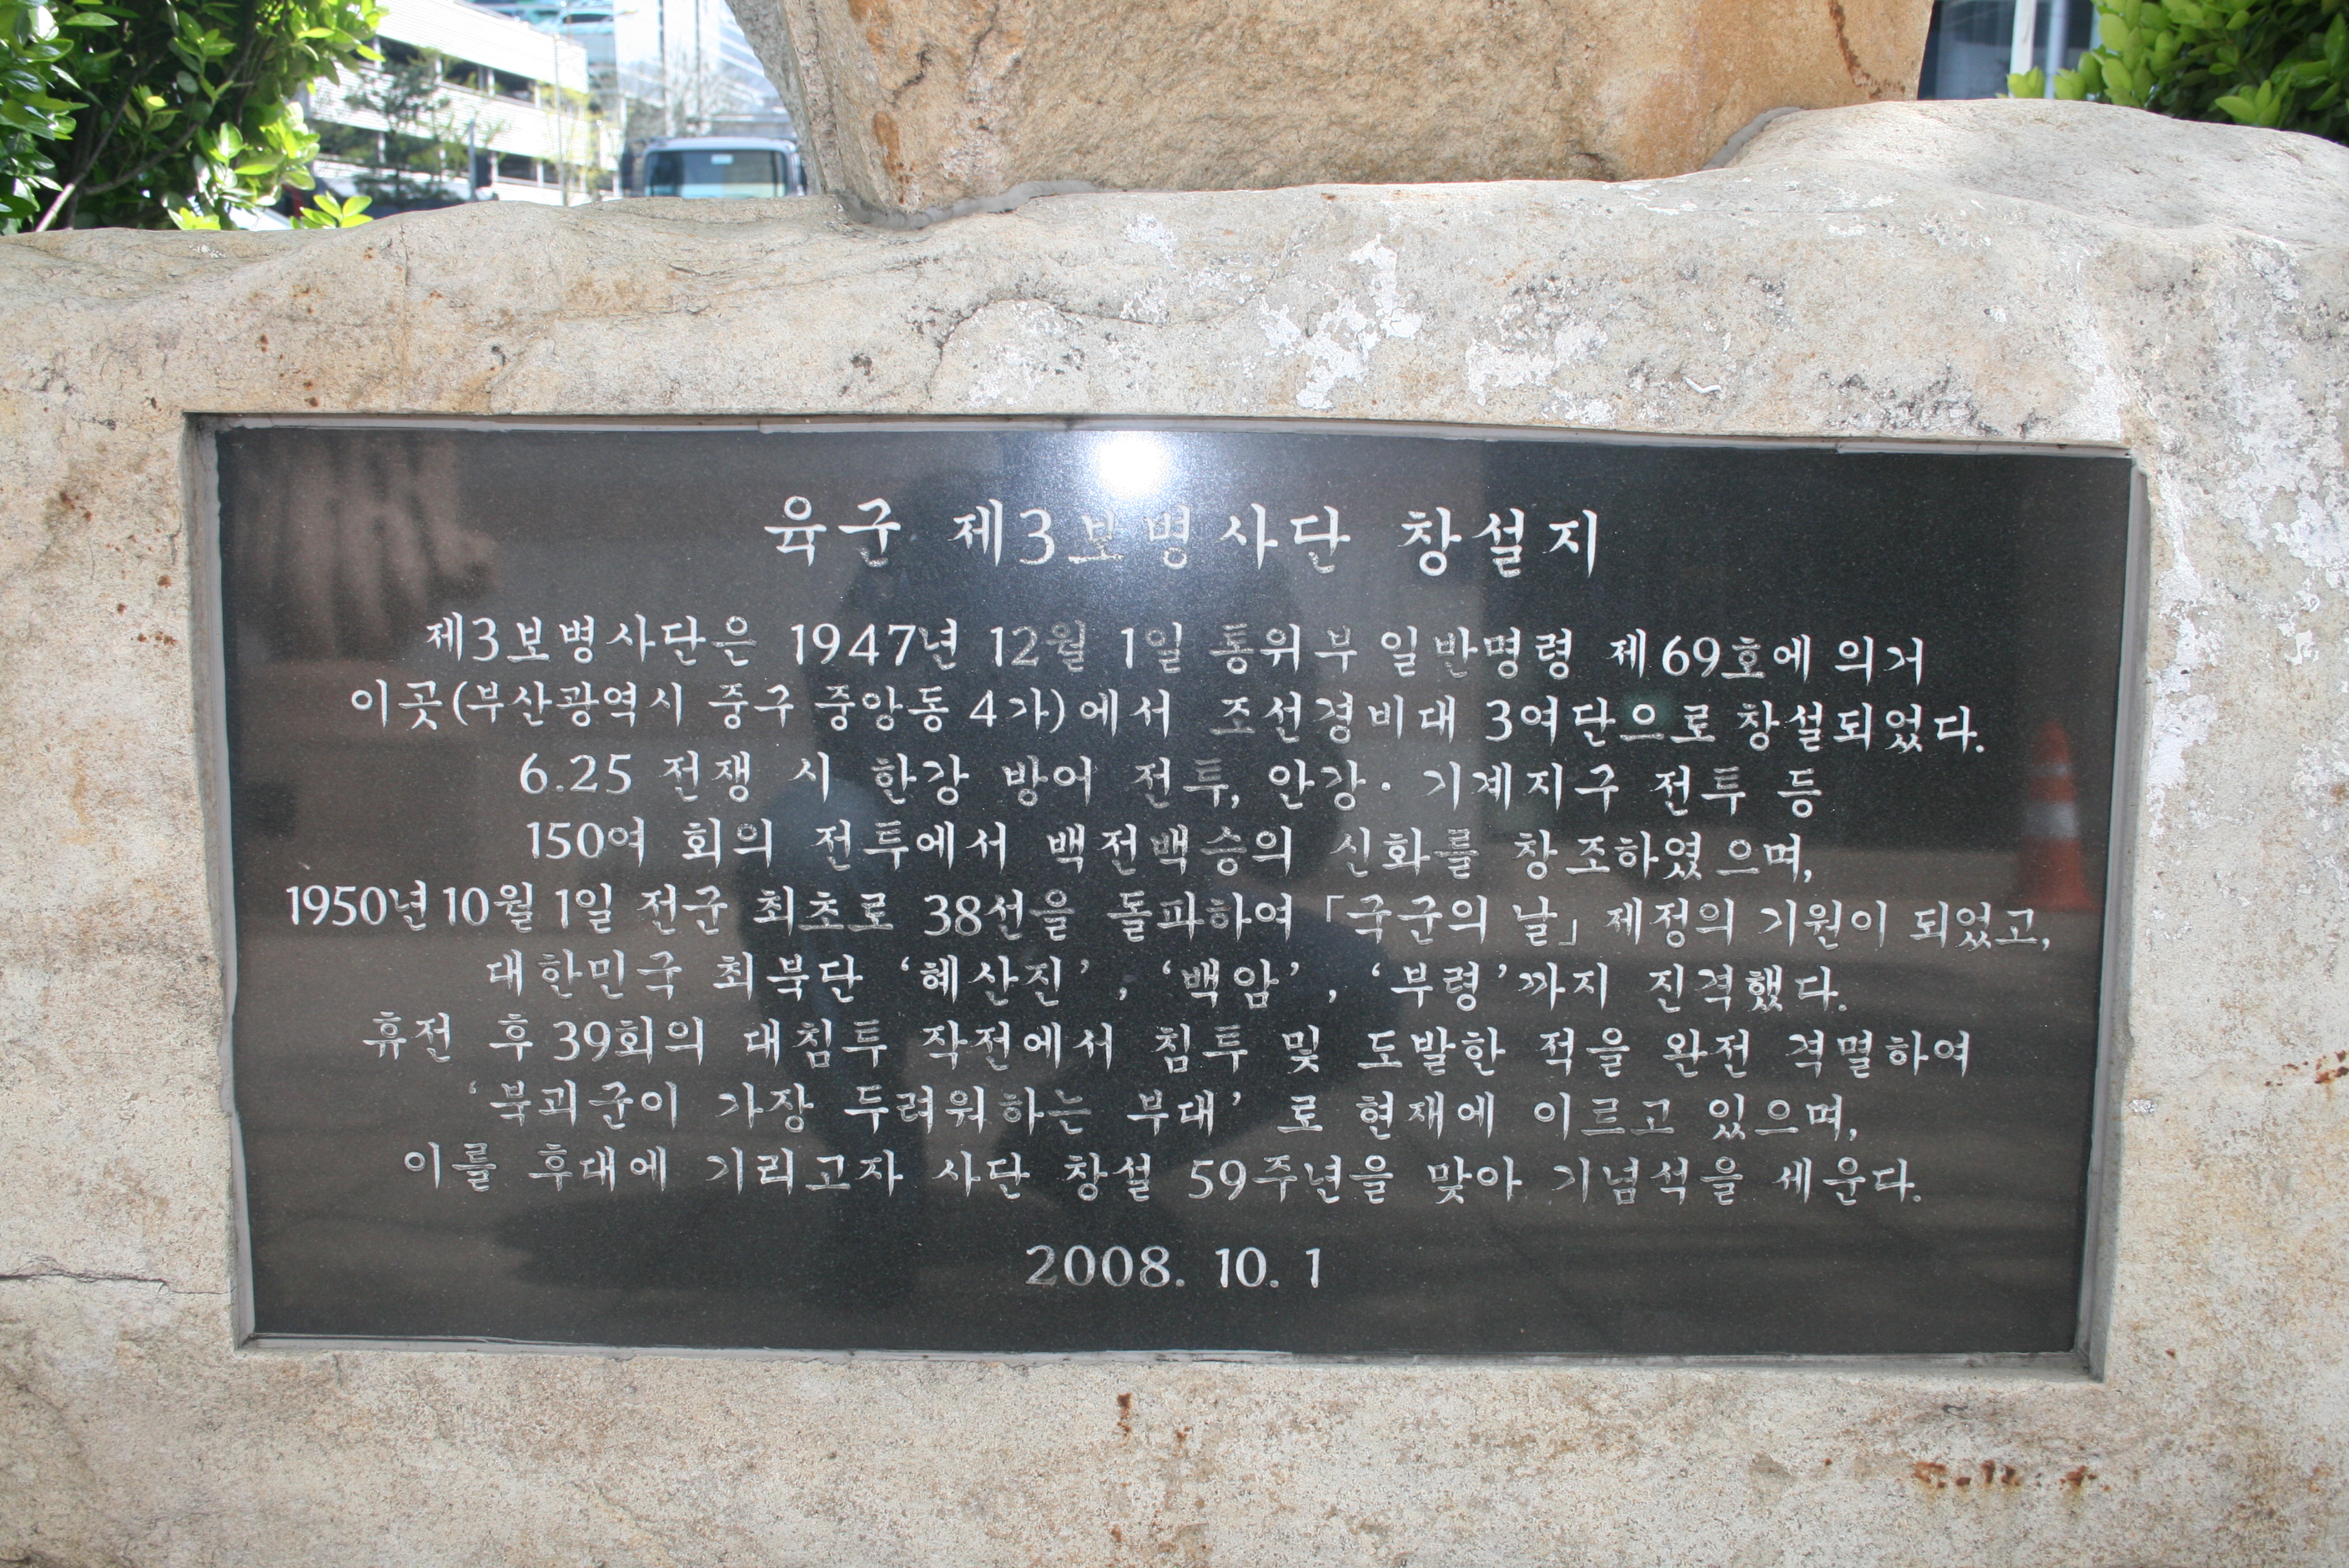 육군 제3보병사단 창설지
제3보병사단은 1947년 12월 1일 통위부 일반명령 제69호에 의거
이곳(부산광역시 중구 중앙동 4가)에서 조선경비대 3여단으로 창설되었다.
6.25 전쟁 시 한강 방어 전투, 안강·기계지구 전투 등
150여 회의 전투에서 백전백승의 신화를 창조하였으며,
1950년 10월 1일 전군 최초로 38선을 돌파하여 「국군의 날」 제정의 기원이 되었고,
대한민국 최북단 ‘혜산진’, ‘백암’, ‘부령’까지 진격했다.
휴전 후 39회의 대침투 작전에서 침투 및 도발한 적을 완전 격멸하여
‘북괴군이 가장 두려워하는 부대’ 로 현재에 이르고 있으며,
이를 후대에 기리고자 사단 창설 59주년을 맞아 기념석을 세운다.
2008. 10. 1